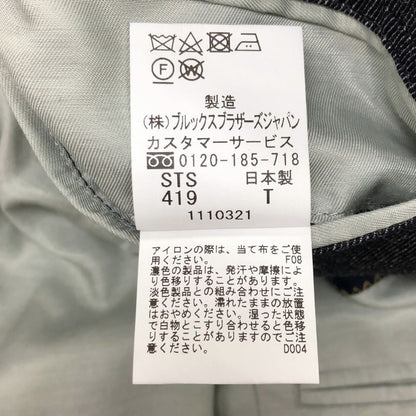 製造
(株)ブルックスブラザーズジャパン
カスタマーサービス
0120-185-718
STS 日本製
419 T
1110321
アイロンの際は、当て布をご使
用ください。 F08
濃色の製品は、発汗や摩擦によ
り色移りすることがあります。
淡色製品との組み合わせにご注
意ください。濡れたままの放置
はおやめください。湿った状態
で白物とこすり合すると色移
りすることがありますのでご注
意ください。 D004